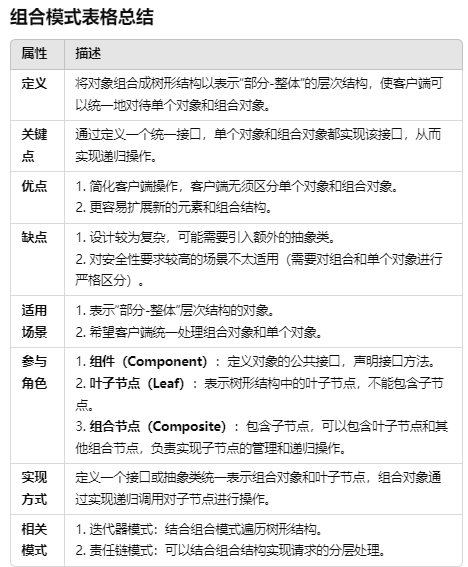 组合模式表格总结
属性 描述
定义 将对象组合成树形结构以表示“部分-整体”的层次结构，使客户端可
以统一地对待单个对象和组合对象。
关键 通过定义一个统一接口，单个对象和组合对象都实现该接口，从而
点 实现递归操作。
优点 1. 简化客户端操作，客户端无须区分单个对象和组合对象。
2. 更容易扩展新的元素和组合结构。
缺点 1. 设计较为复杂，可能需要引入额外的抽象类。
2. 对安全性要求较高的场景不太适用（需要对组合和单个对象进行
严格区分）。
适用 1. 表示“部分-整体”层次结构的对象。
场景 2. 希望客户端统一处理组合对象和单个对象。
参与 1. 组件（Component）：定义对象的公共接口，声明接口方法。
角色 2. 叶子节点（Leaf）：表示树形结构中的叶子节点，不能包含子节
点。
3. 组合节点（Composite）：包含子节点，可以包含叶子节点和其
他组合节点，负责实现子节点的管理和递归操作。
实现 定义一个接口或抽象类统一表示组合对象和叶子节点，组合对象通
方式 过实现递归调用对子节点进行操作。
相关 1. 迭代器模式：结合组合模式遍历树形结构。
模式 2. 责任链模式：可以结合组合结构实现请求的分层处理。